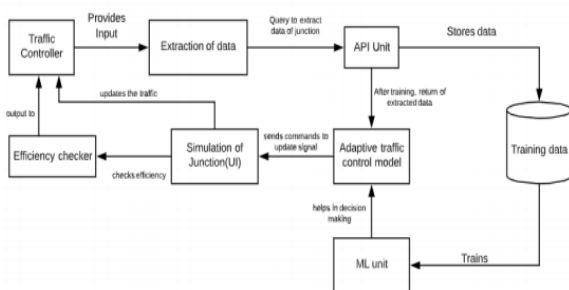 Provides
Input
Query to extract
data of junction
Stores data
Traffic
Controller
Extraction of data
API Unit
updates the traffic
After training, return of
extracted data
output to
sends commands to
update signal
Efficiency checker
Simulation of
Junction(UI)
Adaptive traffic
control model
Training data
checks efficiency
helps in decision
making
ML unit
Trains